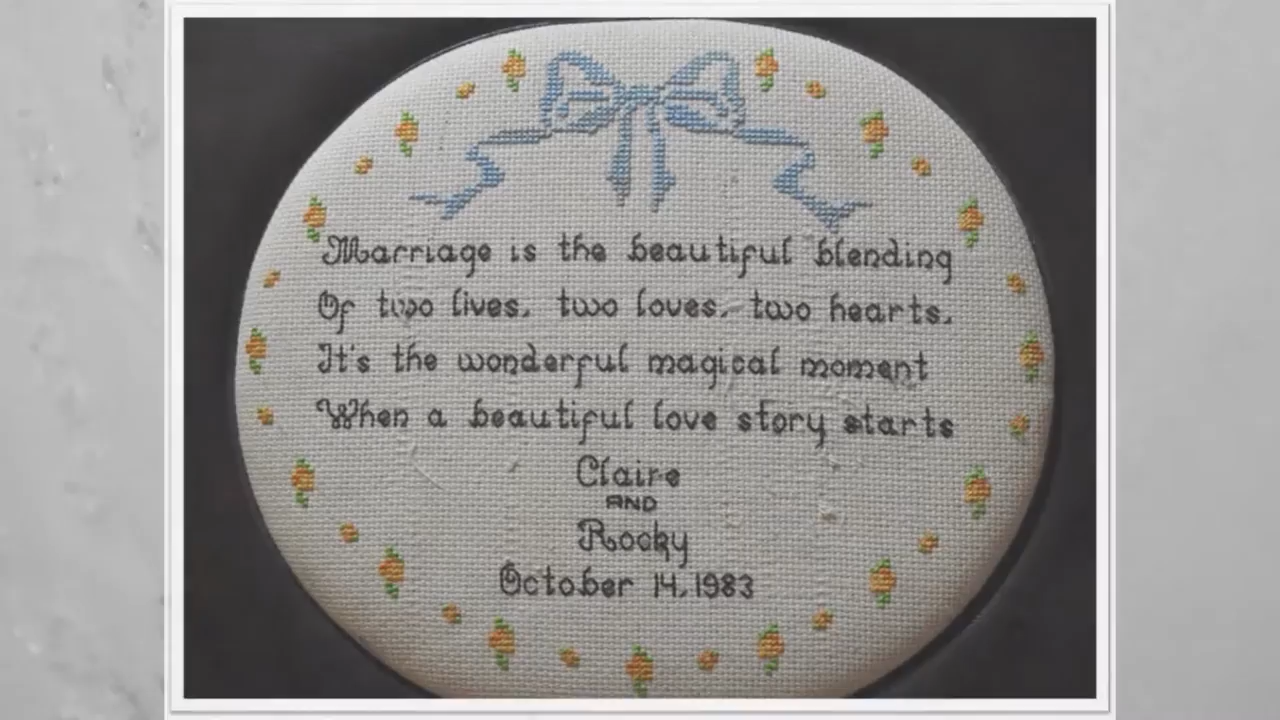 Marriage is the beautiful blending
Of two lives, two loves, two hearts.
It's the wonderful magical moment
When a beautiful love story starts
Claire
AND
Rocky
October 14, 1983